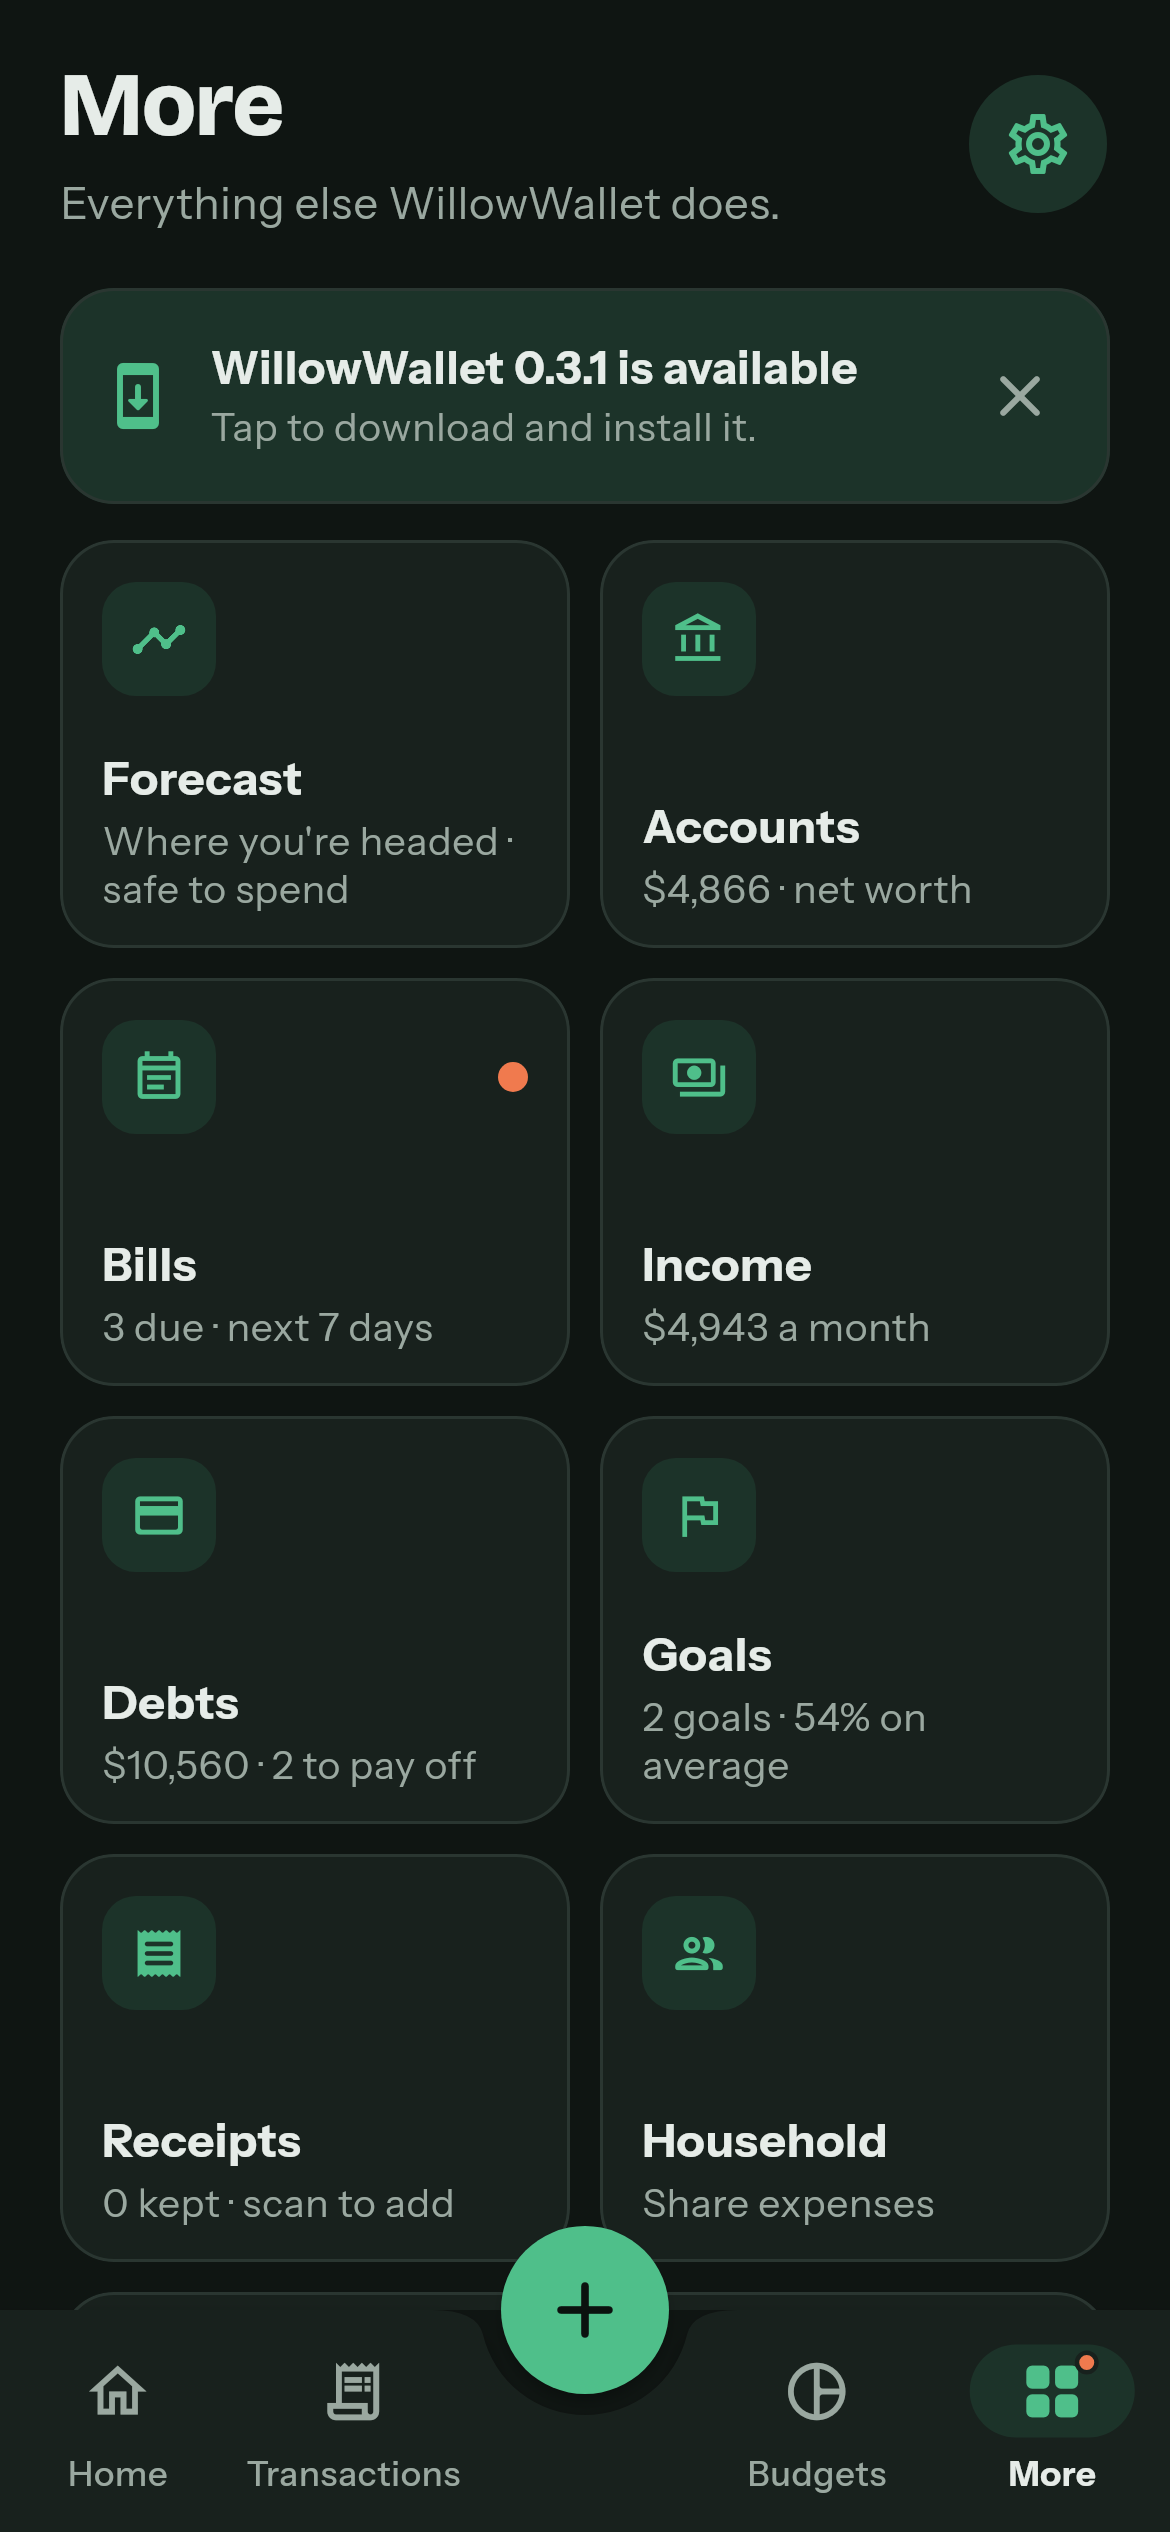 More
Everything else WillowWallet does.
WillowWallet 0.3.1 is available
Tap to download and install it.
Forecast
Where you're headed ·
safe to spend
Accounts
$4,866 · net worth
Bills
3 due · next 7 days
Income
$4,943 a month
Debts
$10,560 · 2 to pay off
Goals
2 goals · 54% on
average
Receipts
0 kept · scan to add
Household
Share expenses
Home
Transactions
Budgets
More